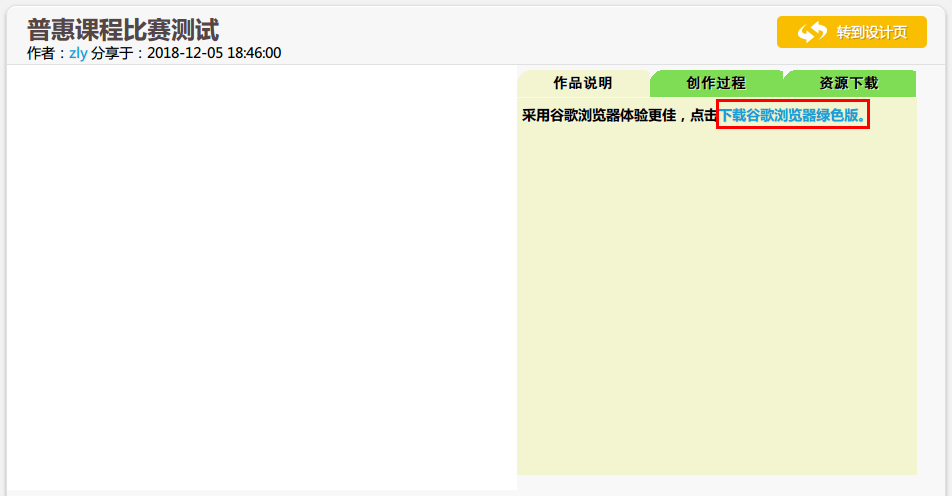 普惠课程比赛测试
转到设计页
作者：zly 分享于：2018-12-05 18:46:00
作品说明
创作过程
资源下载
采用谷歌浏览器体验更佳，点击下载谷歌浏览器绿色版。